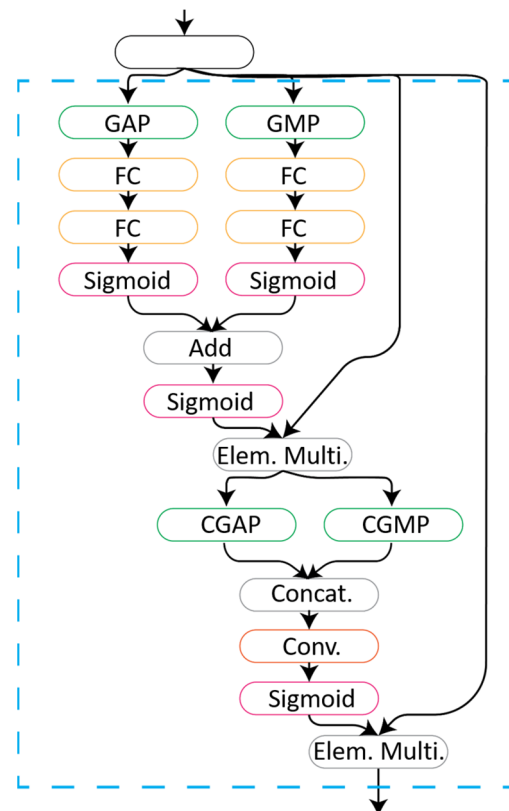 GAP
GMP
FC
FC
FC
FC
Sigmoid
Sigmoid
Add
Sigmoid
Elem. Multi.
CGAP
CGMP
Concat.
Conv.
Sigmoid
Elem. Multi.